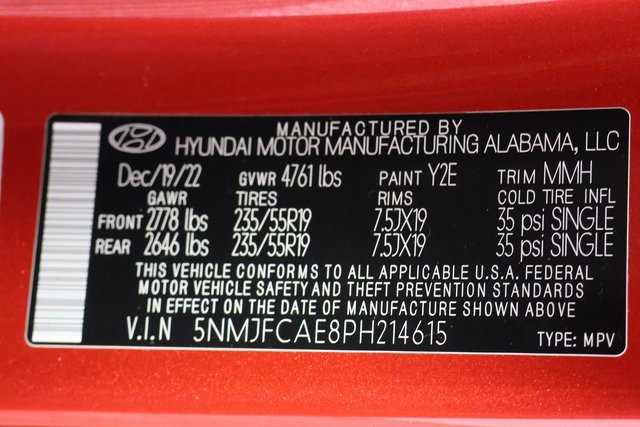 MANUFACTURED BY
HYUNDAI MOTOR MANUFACTURING ALABAMA, LLC
Dec/19/22 GVWR 4761 lbs PAINT Y2E TRIM MMH
GAWR TIRES RIMS COLD TIRE INFL
FRONT 2778 lbs 235/55R19 7.5JX19 35 psi SINGLE
REAR 2646 lbs 235/55R19 7.5JX19 35 psi SINGLE
THIS VEHICLE CONFORMS TO ALL APPLICABLE U.S.A. FEDERAL
MOTOR VEHICLE SAFETY AND THEFT PREVENTION STANDARDS
IN EFFECT ON THE DATE OF MANUFACTURE SHOWN ABOVE
V.I.N 5NMJFCAE8PH214615 TYPE: MPV